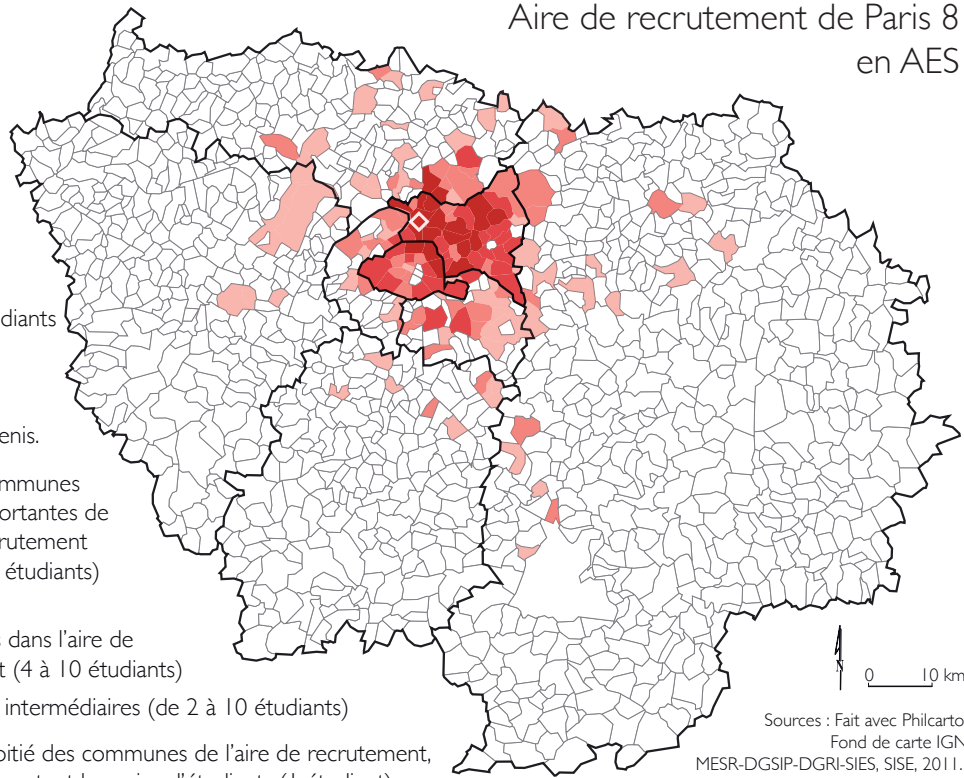 Aire de recrutement de Paris 8
en AES
diants
enis.
mmunes
ortantes de
rutement
étudiants)
s dans l'aire de
t (4 à 10 étudiants)
intermédiaires (de 2 à 10 étudiants)
oitié des communes de l'aire de recrutement,
N
0 10 km
Sources : Fait avec Philcarto
Fond de carte IGN
MESR-DGSIP-DGRI-SIES, SISE, 2011.